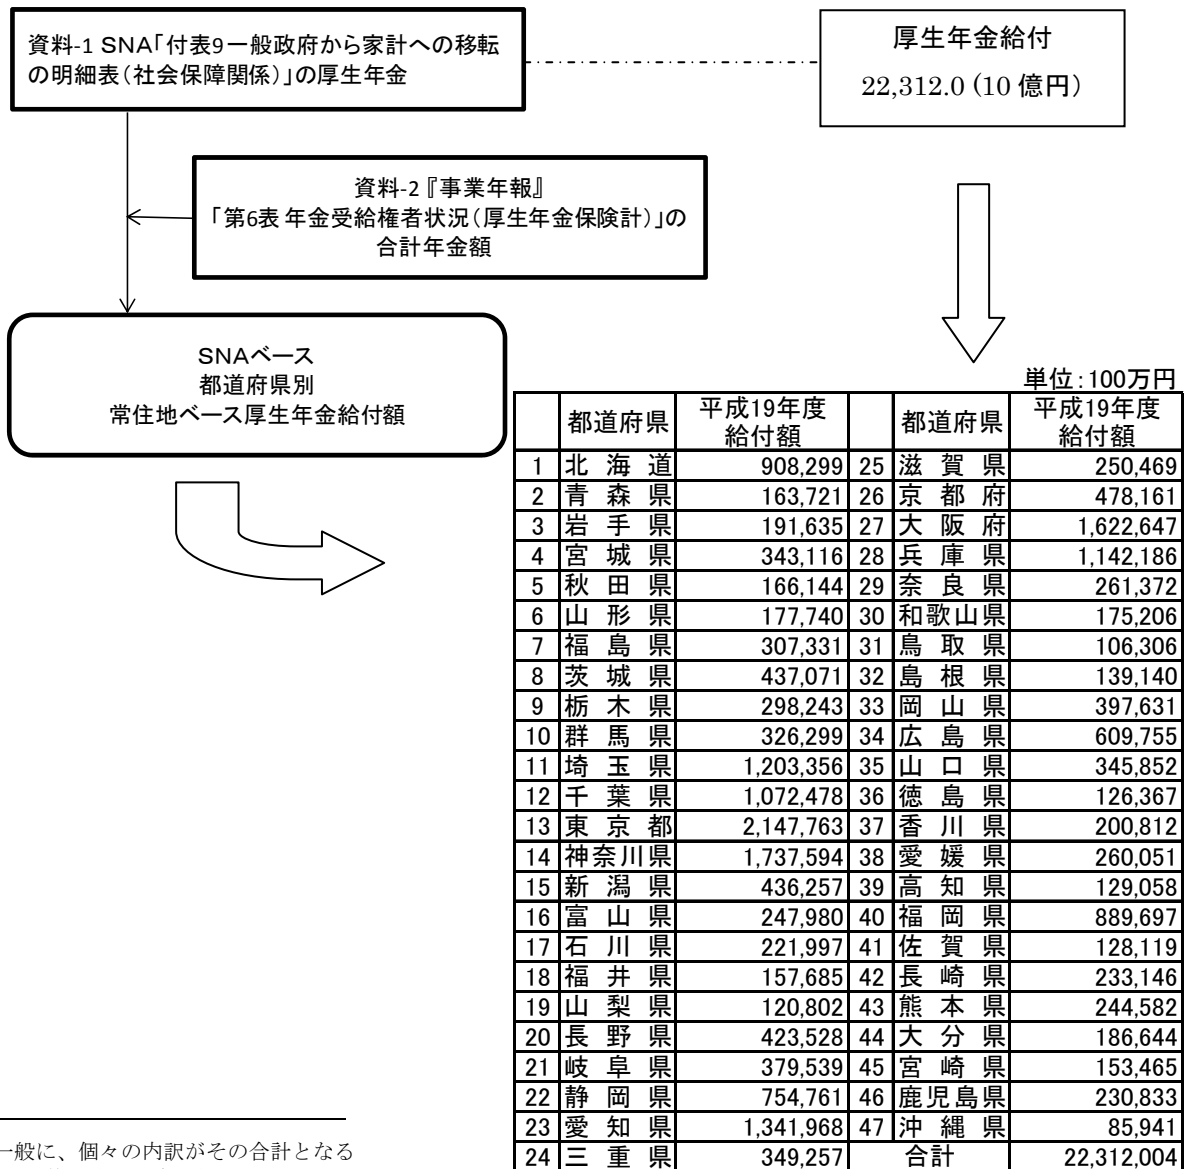 資料-1 SNA「付表9一般政府から家計への移転
の明細表(社会保障関係)」の厚生年金
厚生年金給付
22,312.0 (10 億円)
資料-2『事業年報』
「第6表 年金受給権者状況(厚生年金保険計)」の
合計年金額
SNAベース
都道府県別
常住地ベース厚生年金給付額
単位:100万円
都道府県 平成19年度 給付額 都道府県 平成19年度 給付額
1 北海道 908,299 25 滋賀県 250,469
2 青森県 163,721 26 京都府 478,161
3 岩手県 191,635 27 大阪府 1,622,647
4 宮城県 343,116 28 兵庫県 1,142,186
5 秋田県 166,144 29 奈良県 261,372
6 山形県 177,740 30 和歌山県 175,206
7 福島県 307,331 31 鳥取県 106,306
8 茨城県 437,071 32 島根県 139,140
9 栃木県 298,243 33 岡山県 397,631
10 群馬県 326,299 34 広島県 609,755
11 埼玉県 1,203,356 35 山口県 345,852
12 千葉県 1,072,478 36 徳島県 126,367
13 東京都 2,147,763 37 香川県 200,812
14 神奈川県 1,737,594 38 愛媛県 260,051
15 新潟県 436,257 39 高知県 129,058
16 富山県 247,980 40 福岡県 889,697
17 石川県 221,997 41 佐賀県 128,119
18 福井県 157,685 42 長崎県 233,146
19 山梨県 120,802 43 熊本県 244,582
20 長野県 423,528 44 大分県 186,644
21 岐阜県 379,539 45 宮崎県 153,465
22 静岡県 754,761 46 鹿児島県 230,833
23 愛知県 1,341,968 47 沖縄県 85,941
24 三重県 349,257 合計 22,312,004
一般に、個々の内訳がその合計となる